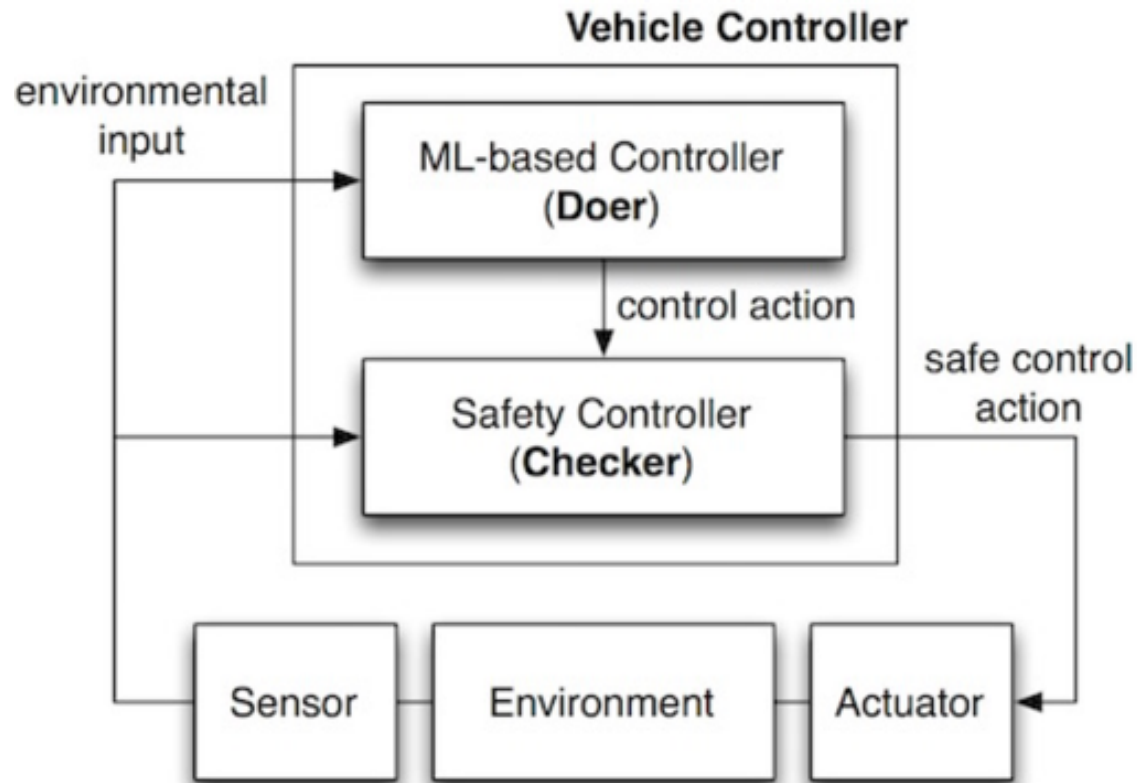 Vehicle Controller
environmental
input
ML-based Controller
(Doer)
control action
Safety Controller
(Checker)
safe control
action
Sensor
Environment
Actuator